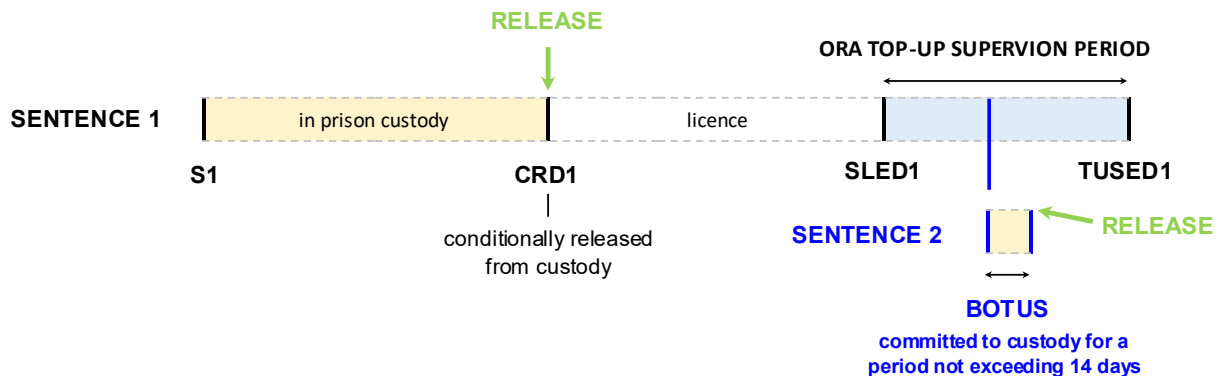 RELEASE
ORA TOP-UP SUPERVION PERIOD
SENTENCE 1
in prison custody
licence
S1
CRD1
SLED1
TUSED1
conditionally released
from custody
SENTENCE 2
RELEASE
BOTUS
committed to custody for a
period not exceeding 14 days